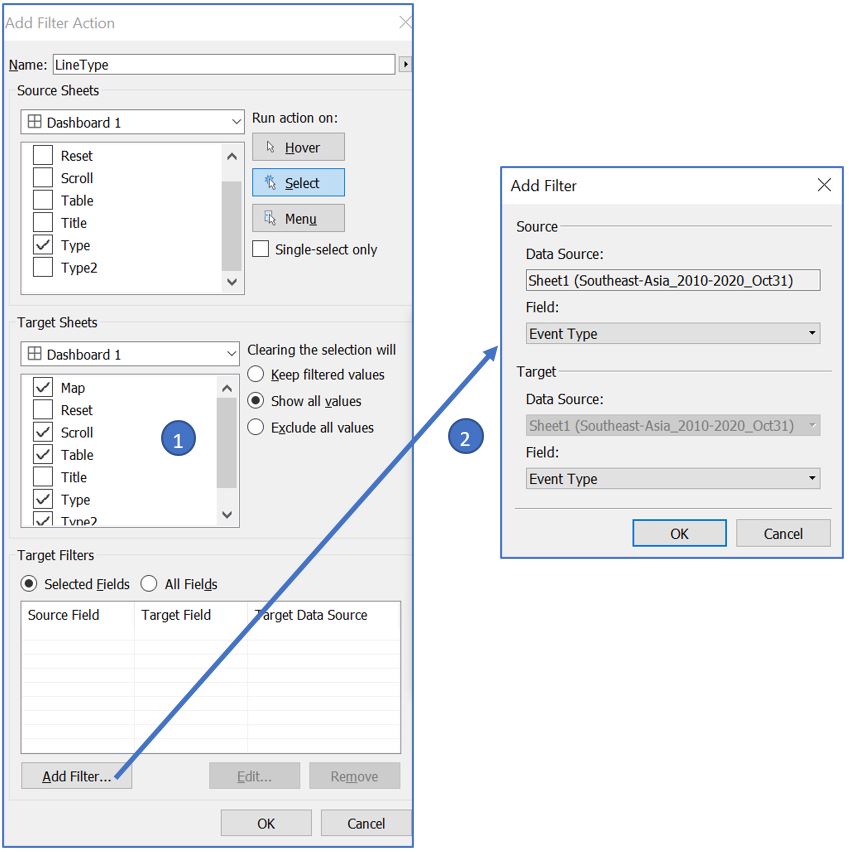 Add Filter Action
Name: LineType
Source Sheets
Dashboard 1
Run action on:
Reset
Scroll
Table
Title
Type
Type2
Hover
Select
Menu
Single-select only
Target Sheets
Dashboard 1
Clearing the selection will
Map
Reset
Scroll
Table
Title
Type
Type2
Keep filtered values
Show all values
Exclude all values
1
Target Filters
Selected Fields All Fields
Source Field Target Field Target Data Source
Add Filter... Edit... Remove
OK Cancel
2
Add Filter
Source
Data Source:
Sheet1 (Southeast-Asia_2010-2020_Oct31)
Field:
Event Type
Target
Data Source:
Sheet1 (Southeast-Asia_2010-2020_Oct31)
Field:
Event Type
OK Cancel